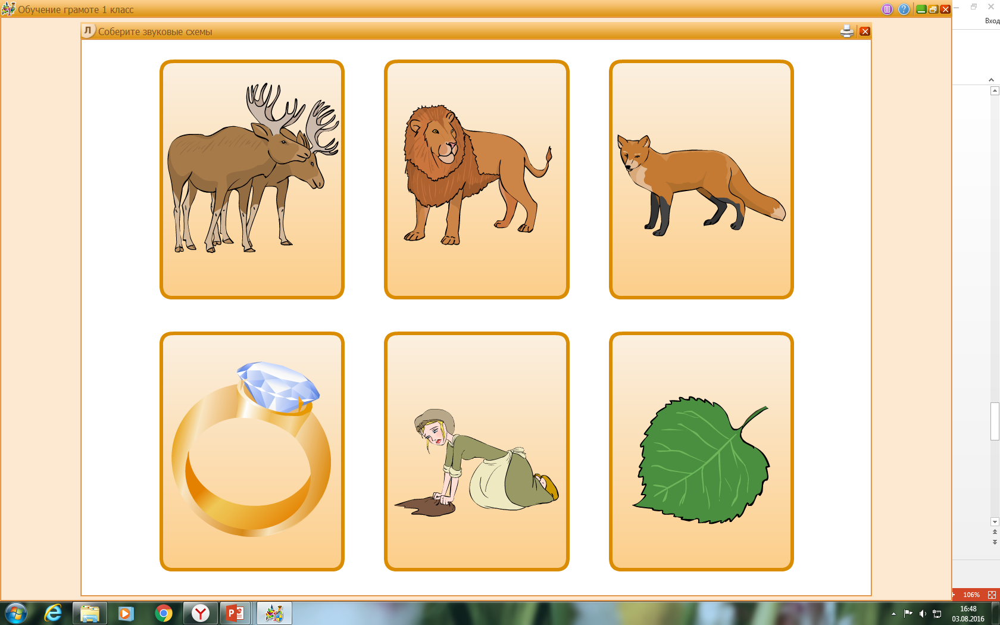 Обучение грамоте 1 класс
Вход
Л Соберите звуковые схемы
106%
16:48
03.08.2016